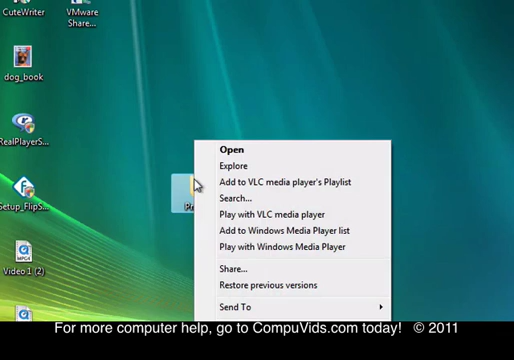 CuteWriter
VMware
Share...
dog_book
RealPlayerS...
Setup_FlipS...
MPG4
Video 1 (2)
Open
Explore
Add to VLC media player's Playlist
Search...
Play with VLC media player
Add to Windows Media Player list
Play with Windows Media Player
Share...
Restore previous versions
Send To
For more computer help, go to CompuVids.com today!   © 2011